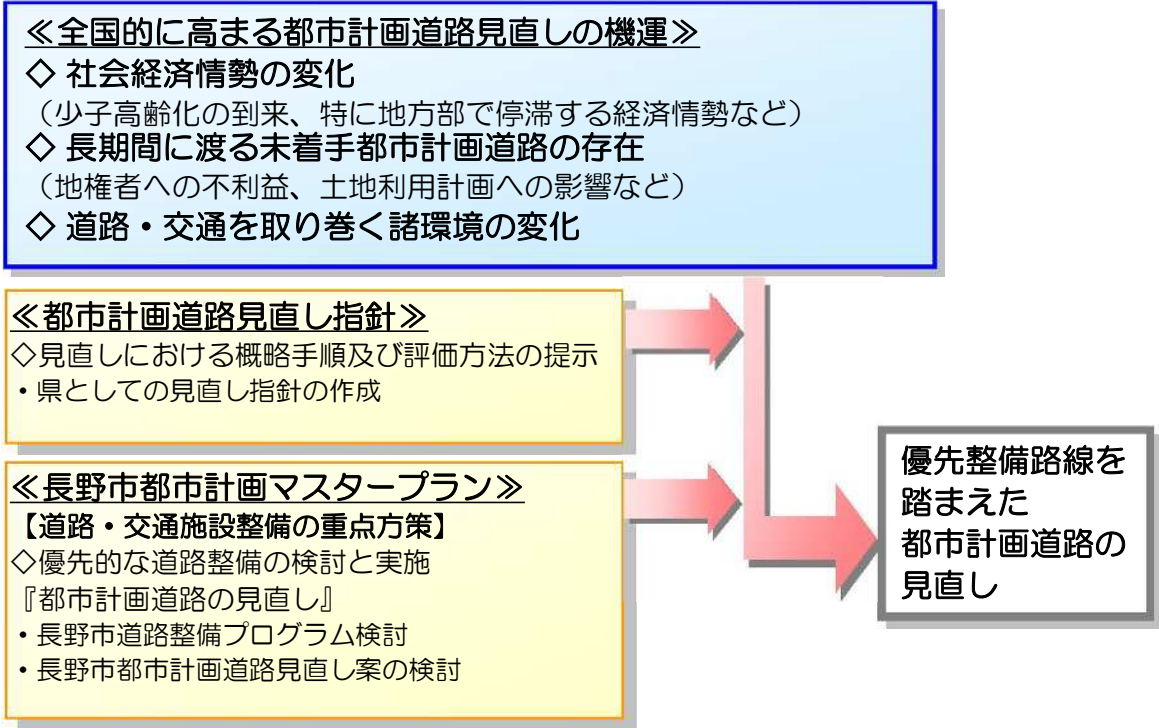 ≪全国的に高まる都市計画道路見直しの機運≫
◇ 社会経済情勢の変化
（少子高齢化の到来、特に地方部で停滞する経済情勢など）
◇ 長期間に渡る未着手都市計画道路の存在
（地権者への不利益、土地利用計画への影響など）
◇ 道路・交通を取り巻く諸環境の変化
≪都市計画道路見直し指針≫
◇見直しにおける概略手順及び評価方法の提示
・県としての見直し指針の作成
≪長野市都市計画マスタープラン≫
【道路・交通施設整備の重点方策】
◇優先的な道路整備の検討と実施
『都市計画道路の見直し』
・長野市道路整備プログラム検討
・長野市都市計画道路見直し案の検討
優先整備路線を
踏まえた
都市計画道路の
見直し